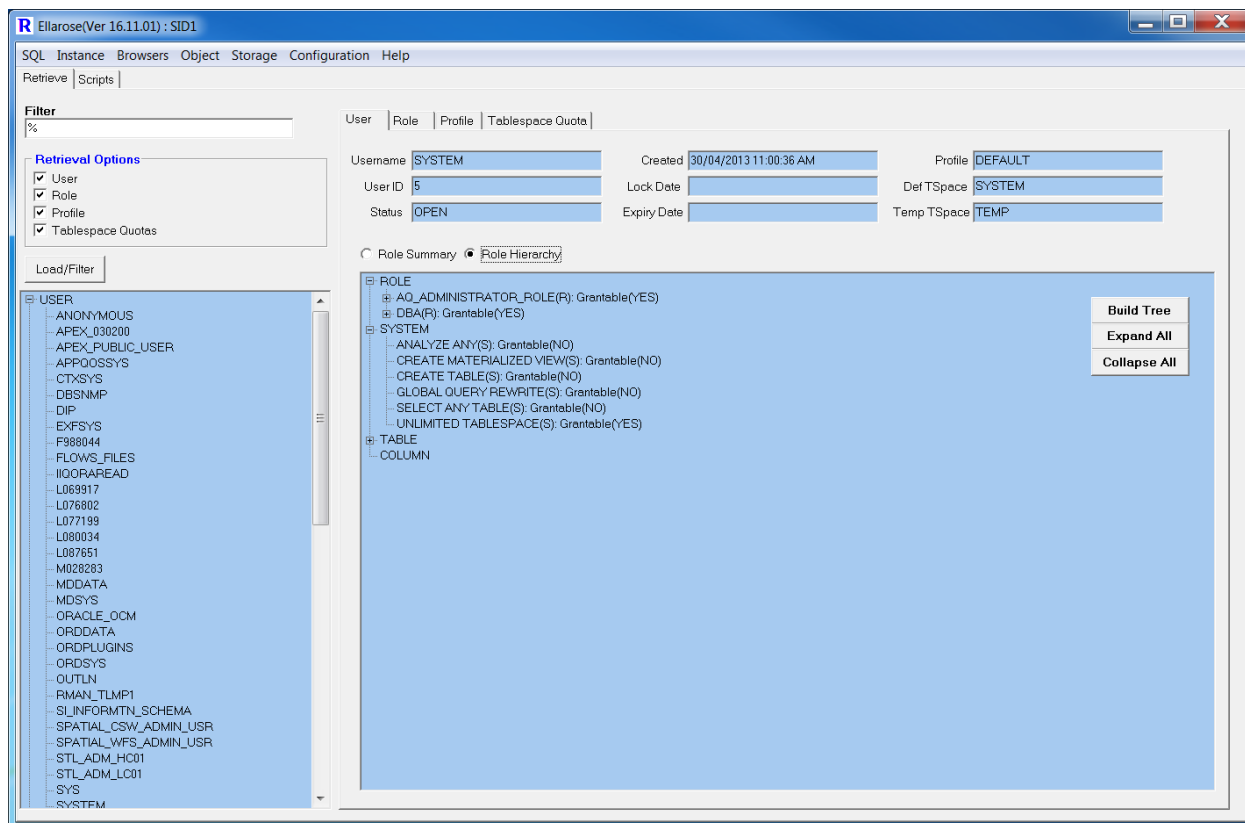 R Ellarose(Ver 16.11.01) : SID1
SQL Instance Browsers Object Storage Configuration Help
Retrieve Scripts
Filter
%
Retrieval Options
User
Role
Profile
Tablespace Quotas
Load/Filter
USER
ANONYMOUS
APEX_030200
APEX_PUBLIC_USER
APPQOSSYS
CTXSYS
DBSNMP
DIP
EXFSYS
F988044
FLOWS_FILES
IIQORAREAD
L069917
L076802
L077199
L080034
L087651
M028283
MDDATA
MDSYS
ORACLE_OCM
ORDDATA
ORDPLUGINS
ORDSYS
OUTLN
RMAN_TLMP1
SI_INFORMTN_SCHEMA
SPATIAL_CSW_ADMIN_USR
SPATIAL_WFS_ADMIN_USR
STL_ADM_HC01
STL_ADM_LC01
SYS
SYSTEM
User Role Profile Tablespace Quota
Username SYSTEM Created 30/04/2013 11:00:36 AM Profile DEFAULT
User ID 5 Lock Date Def TSpace SYSTEM
Status OPEN Expiry Date Temp TSpace TEMP
Role Summary Role Hierarchy
ROLE
AQ_ADMINISTRATOR_ROLE(R): Grantable(YES)
DBA(R): Grantable(YES)
SYSTEM
ANALYZE ANY(S): Grantable(NO)
CREATE MATERIALIZED VIEW(S): Grantable(NO)
CREATE TABLE(S): Grantable(NO)
GLOBAL QUERY REWRITE(S): Grantable(NO)
SELECT ANY TABLE(S): Grantable(NO)
UNLIMITED TABLESPACE(S): Grantable(YES)
TABLE
COLUMN
Build Tree
Expand All
Collapse All